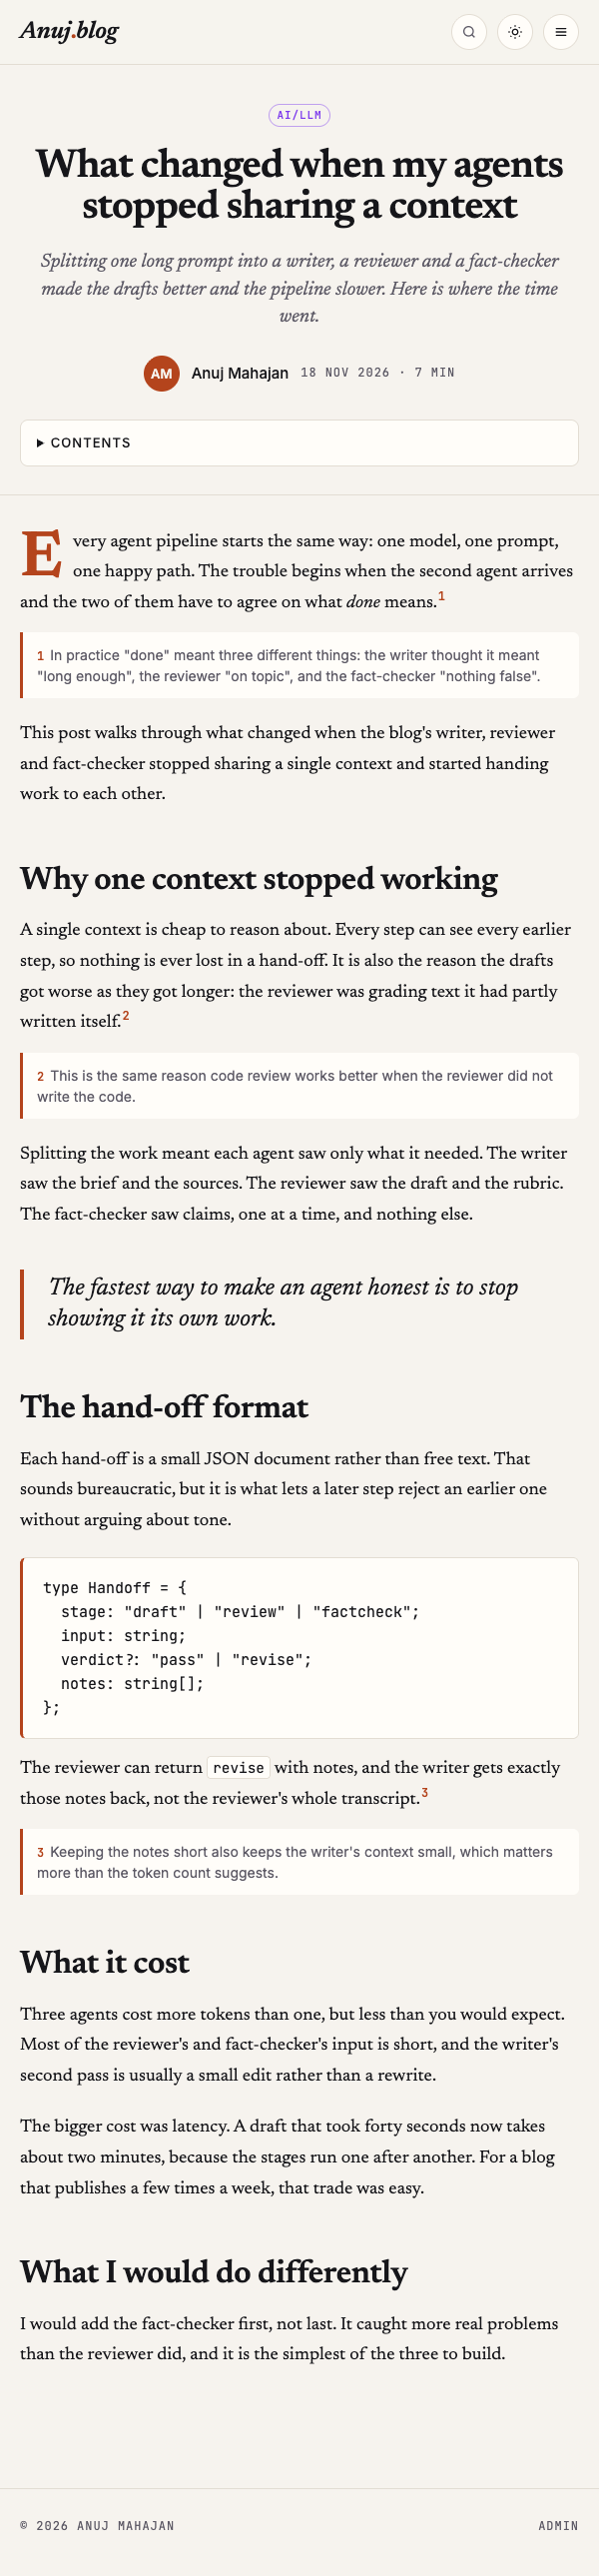 Anuj.blog
AI/LLM
What changed when my agents
stopped sharing a context
Splitting one long prompt into a writer, a reviewer and a fact-checker
made the drafts better and the pipeline slower. Here is where the time
went.
AM Anuj Mahajan 18 NOV 2026 · 7 MIN
▶ CONTENTS
Every agent pipeline starts the same way: one model, one prompt,
one happy path. The trouble begins when the second agent arrives
and the two of them have to agree on what done means.1
1 In practice "done" meant three different things: the writer thought it meant
"long enough", the reviewer "on topic", and the fact-checker "nothing false".
This post walks through what changed when the blog's writer, reviewer
and fact-checker stopped sharing a single context and started handing
work to each other.
Why one context stopped working
A single context is cheap to reason about. Every step can see every earlier
step, so nothing is ever lost in a hand-off. It is also the reason the drafts
got worse as they got longer: the reviewer was grading text it had partly
written itself.2
2 This is the same reason code review works better when the reviewer did not
write the code.
Splitting the work meant each agent saw only what it needed. The writer
saw the brief and the sources. The reviewer saw the draft and the rubric.
The fact-checker saw claims, one at a time, and nothing else.
The fastest way to make an agent honest is to stop
showing it its own work.
The hand-off format
Each hand-off is a small JSON document rather than free text. That
sounds bureaucratic, but it is what lets a later step reject an earlier one
without arguing about tone.
type Handoff = {
  stage: "draft" | "review" | "factcheck";
  input: string;
  verdict?: "pass" | "revise";
  notes: string[];
};
The reviewer can return revise with notes, and the writer gets exactly
those notes back, not the reviewer's whole transcript.3
3 Keeping the notes short also keeps the writer's context small, which matters
more than the token count suggests.
What it cost
Three agents cost more tokens than one, but less than you would expect.
Most of the reviewer's and fact-checker's input is short, and the writer's
second pass is usually a small edit rather than a rewrite.
The bigger cost was latency. A draft that took forty seconds now takes
about two minutes, because the stages run one after another. For a blog
that publishes a few times a week, that trade was easy.
What I would do differently
I would add the fact-checker first, not last. It caught more real problems
than the reviewer did, and it is the simplest of the three to build.
© 2026 ANUJ MAHAJAN ADMIN